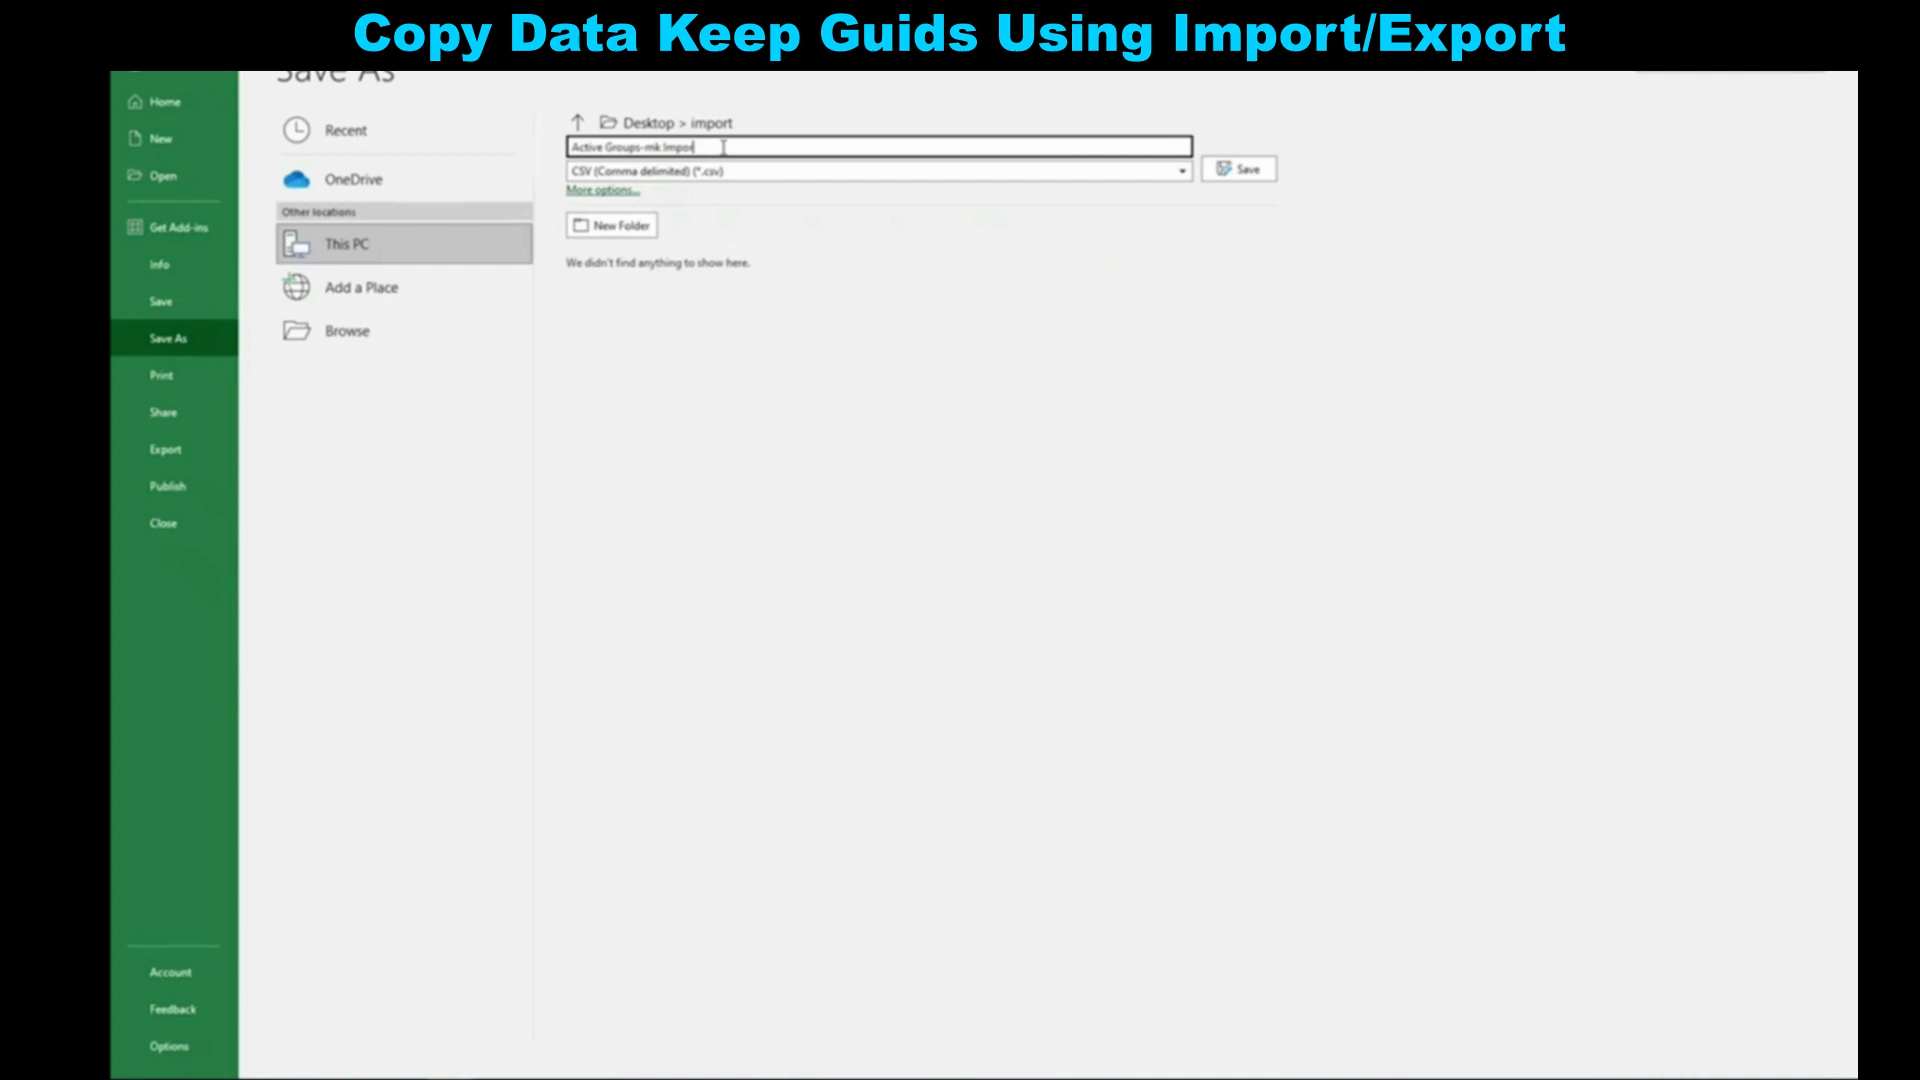 Copy Data Keep Guids Using Import/Export
Save As
Home
New
Open
Get Add-ins
Info
Save
Save As
Print
Share
Export
Publish
Close
Account
Feedback
Options
Recent
OneDrive
Other locations
This PC
Add a Place
Browse
Desktop > import
Active Groups-mk Impor
CSV (Comma delimited) (*.csv)
Save
More options...
New Folder
We didn't find anything to show here.